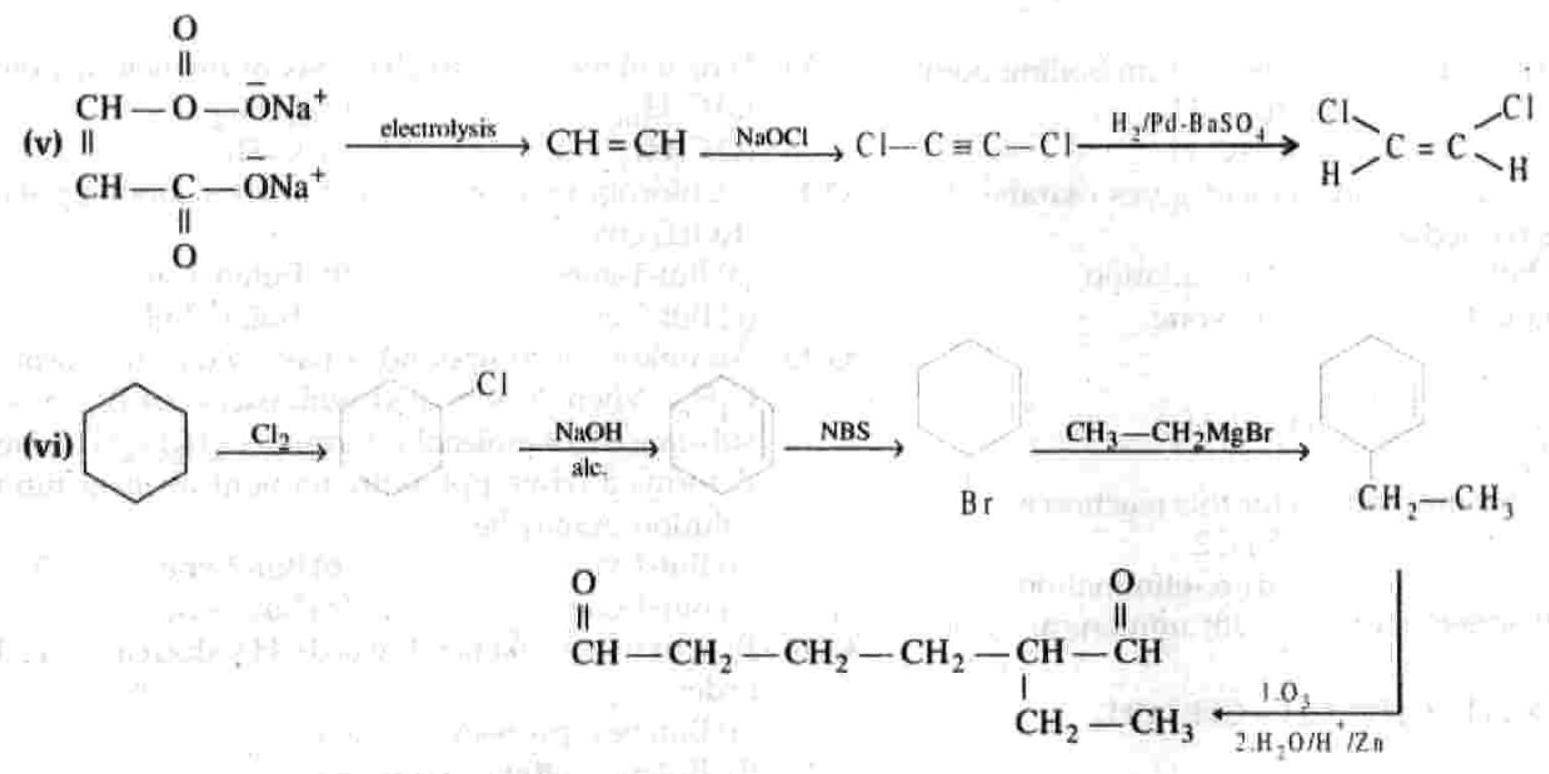 O
||
CH — O — ŌNa⁺
(v) || electrolysis CH = CH NaOCl Cl — C ≡ C — Cl H₂/Pd-BaSO₄ Cl Cl C = C H H
CH — C — ŌNa⁺
||
O
(vi) Cl₂ Cl NaOH alc. NBS Br CH₃—CH₂MgBr CH₂—CH₃
O O
|| ||
CH—CH₂—CH₂—CH₂—CH—CH
|
CH₂—CH₃
1.O₃
2.H₂O/H⁺/Zn